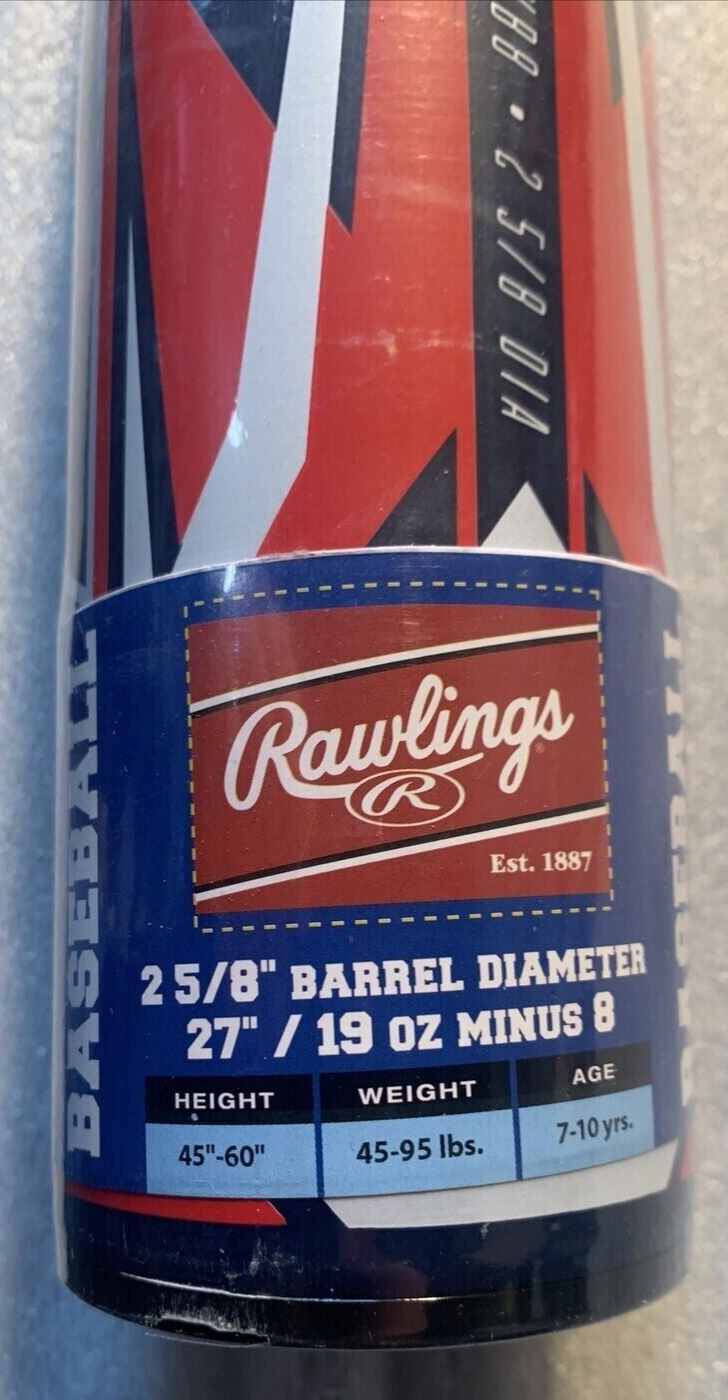 2 5/8 DIA
BASEBALL
Rawlings
R
Est. 1887
2 5/8" BARREL DIAMETER
27" / 19 OZ MINUS 8
HEIGHT WEIGHT AGE
45"-60" 45-95 lbs. 7-10 yrs.